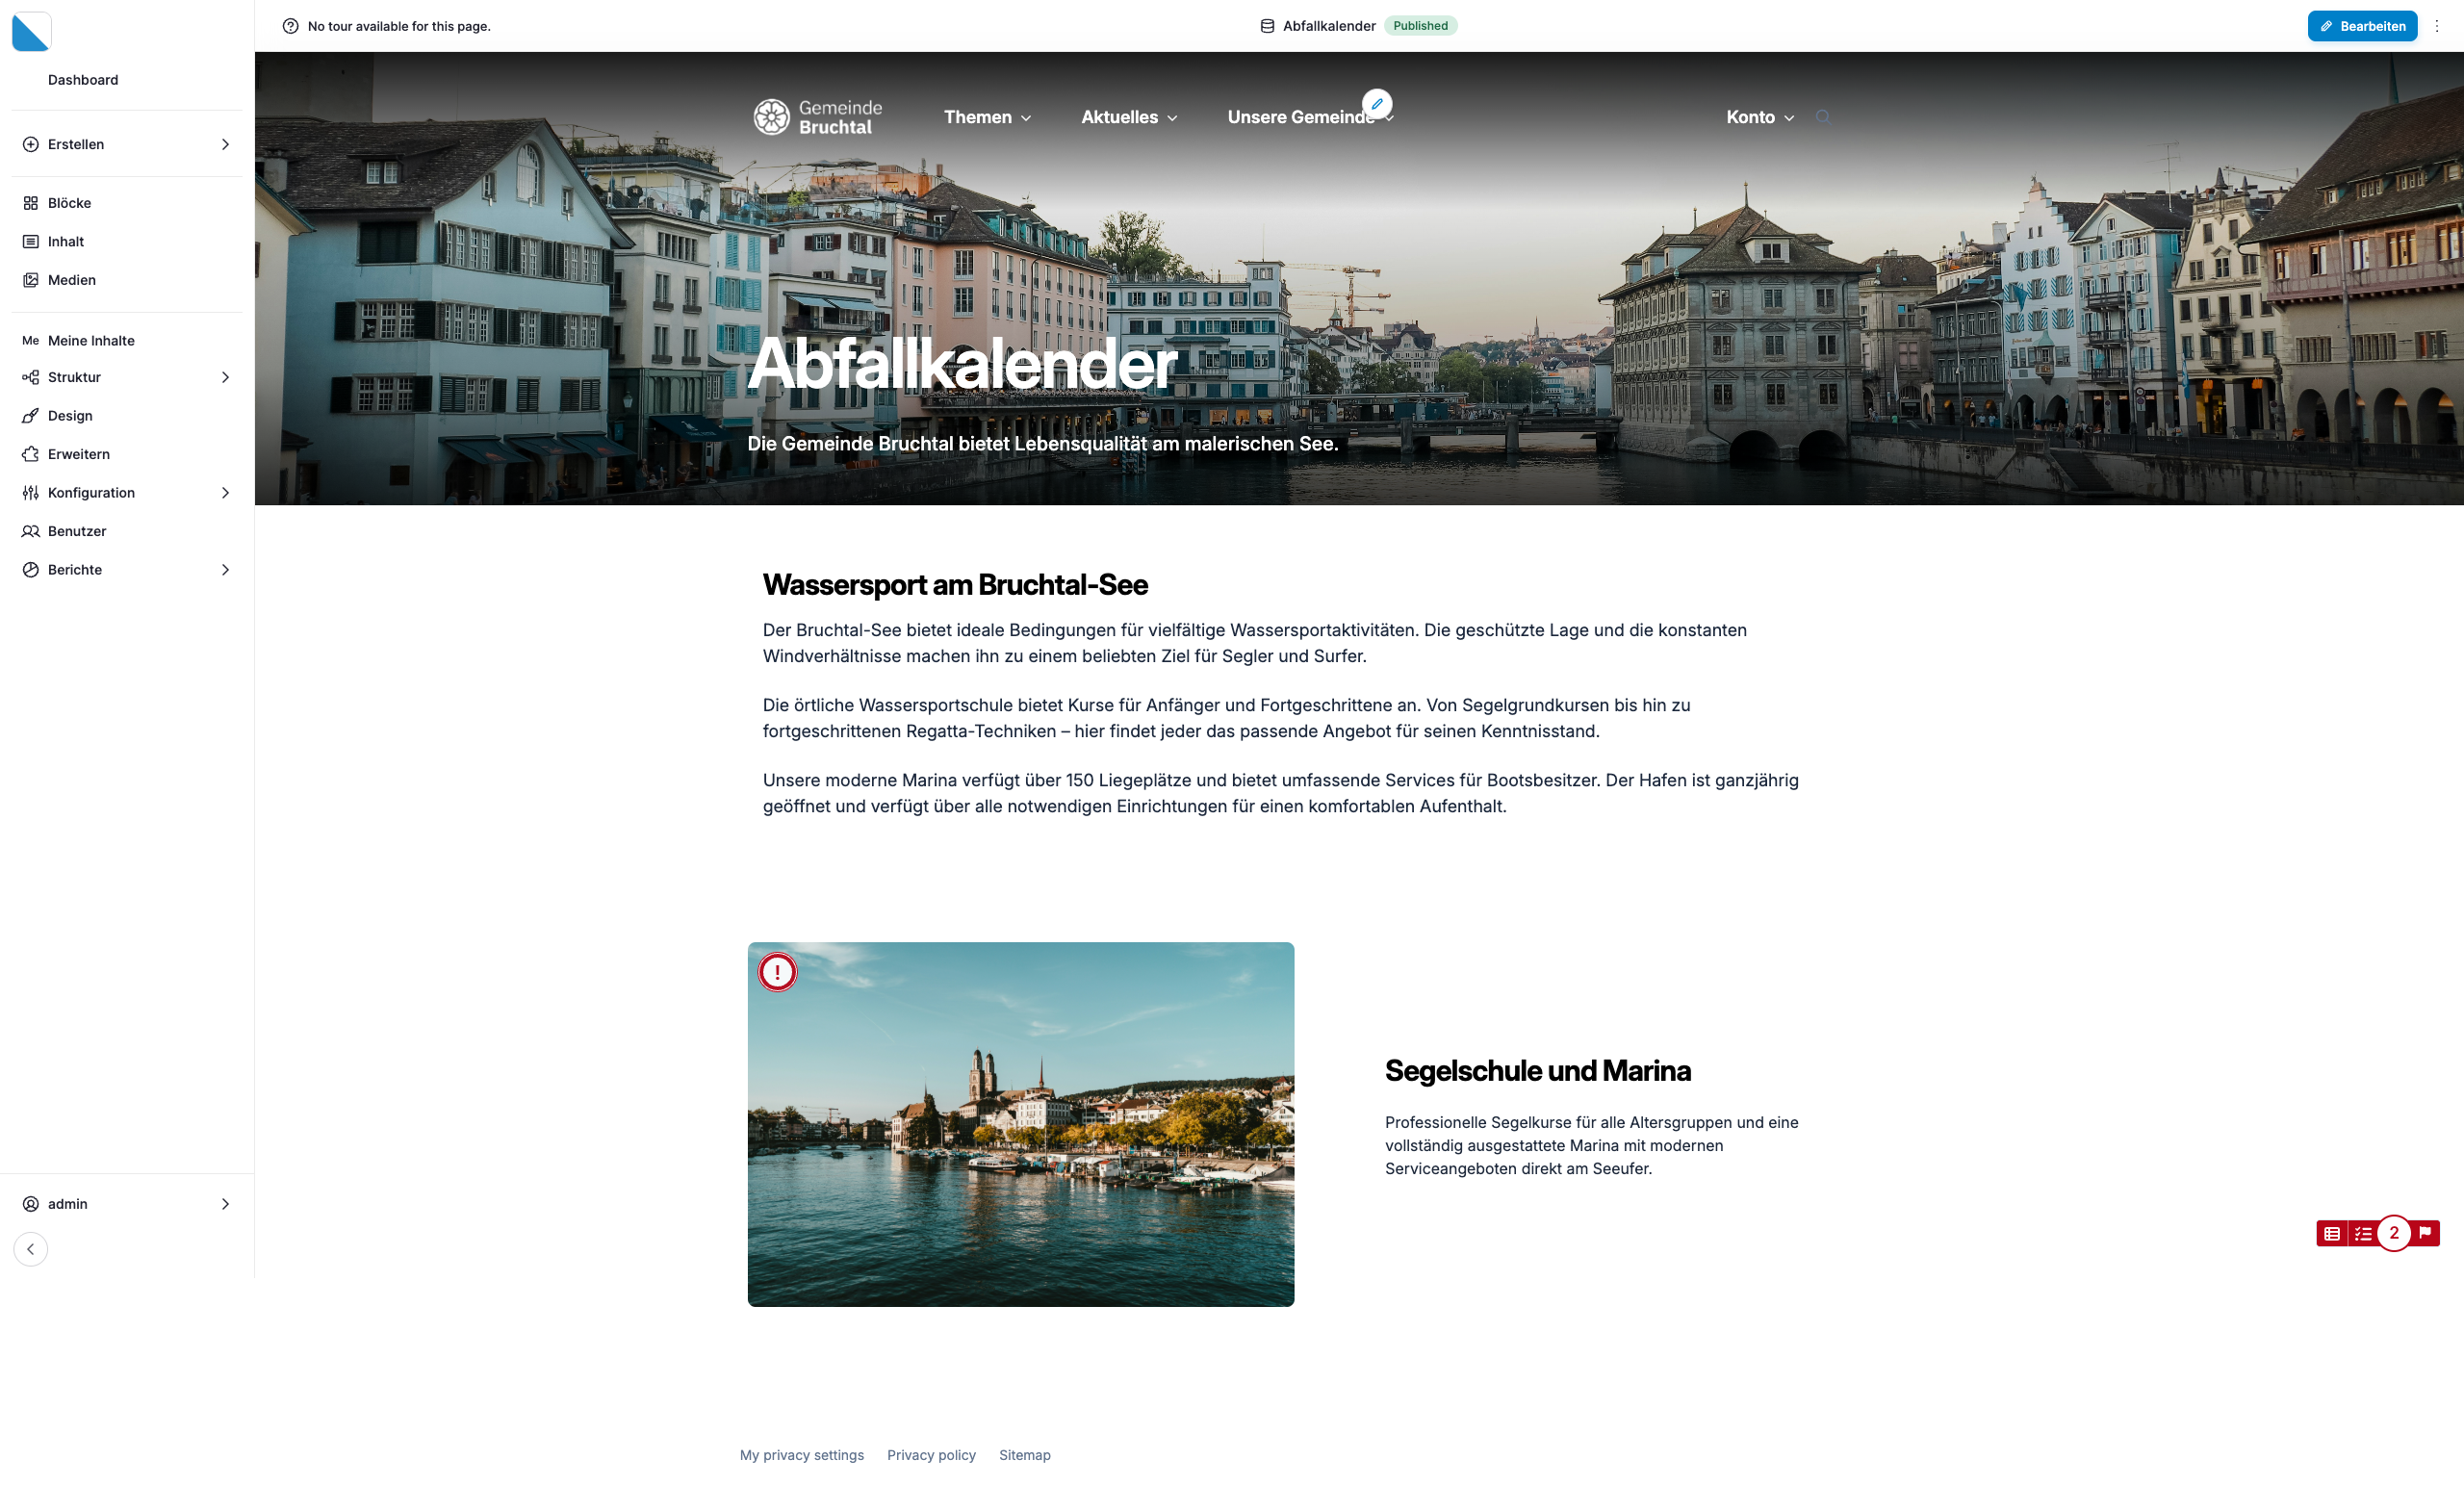 No tour available for this page.
Abfallkalender
Published
Bearbeiten
Dashboard
Erstellen
Blöcke
Inhalt
Medien
Me Meine Inhalte
Struktur
Design
Erweitern
Konfiguration
Benutzer
Berichte
admin
Gemeinde
Bruchtal
Themen
Aktuelles
Unsere Gemeinde
Konto
Abfallkalender
Die Gemeinde Bruchtal bietet Lebensqualität am malerischen See.
Wassersport am Bruchtal-See
Der Bruchtal-See bietet ideale Bedingungen für vielfältige Wassersportaktivitäten. Die geschützte Lage und die konstanten
Windverhältnisse machen ihn zu einem beliebten Ziel für Segler und Surfer.
Die örtliche Wassersportschule bietet Kurse für Anfänger und Fortgeschrittene an. Von Segelgrundkursen bis hin zu
fortgeschrittenen Regatta-Techniken – hier findet jeder das passende Angebot für seinen Kenntnisstand.
Unsere moderne Marina verfügt über 150 Liegeplätze und bietet umfassende Services für Bootsbesitzer. Der Hafen ist ganzjährig
geöffnet und verfügt über alle notwendigen Einrichtungen für einen komfortablen Aufenthalt.
!
Segelschule und Marina
Professionelle Segelkurse für alle Altersgruppen und eine
vollständig ausgestattete Marina mit modernen
Serviceangeboten direkt am Seeufer.
2
My privacy settings
Privacy policy
Sitemap